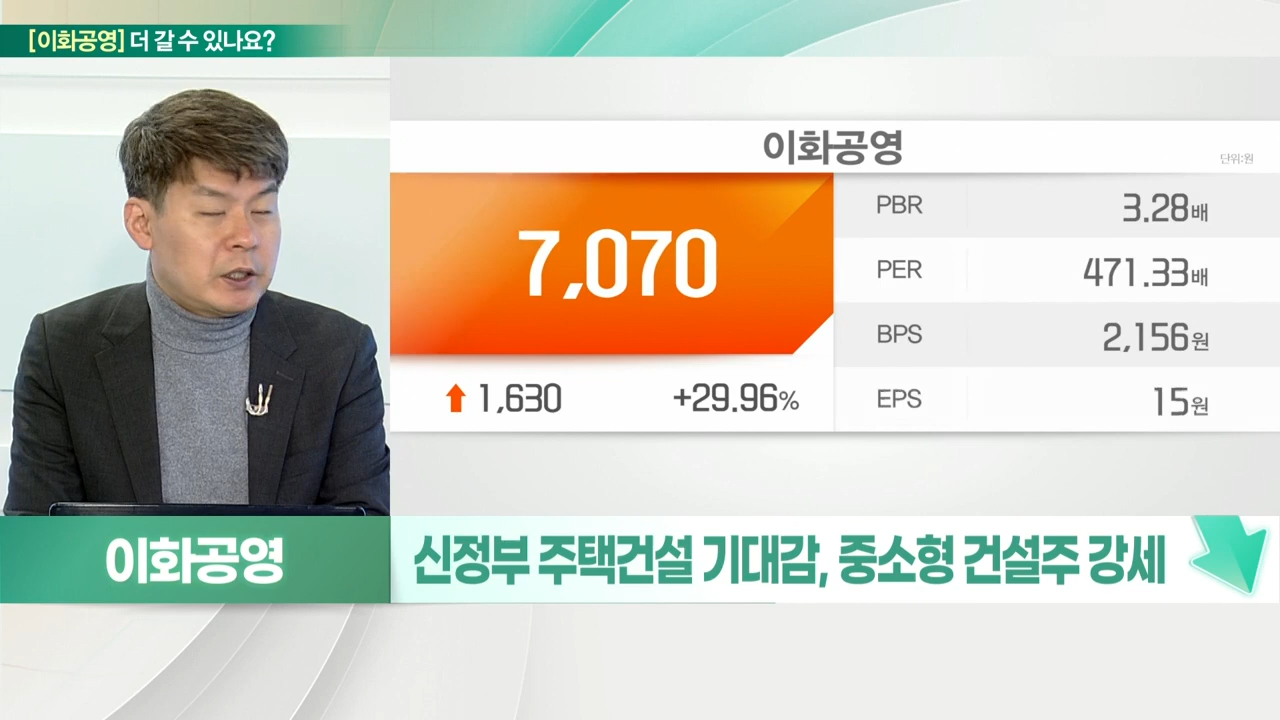 [이화공영] 더 갈 수 있나요?
이화공영
단위:원
7,070
1,630 +29.96%
PBR 3.28배
PER 471.33배
BPS 2,156원
EPS 15원
이화공영
신정부 주택건설 기대감, 중소형 건설주 강세